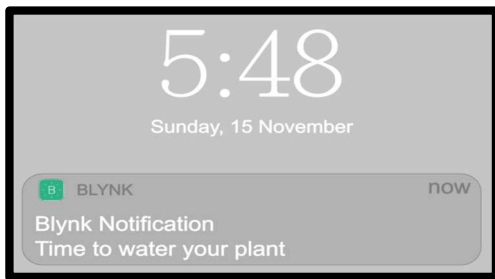 5:48
Sunday, 15 November
B BLYNK now
Blynk Notification
Time to water your plant